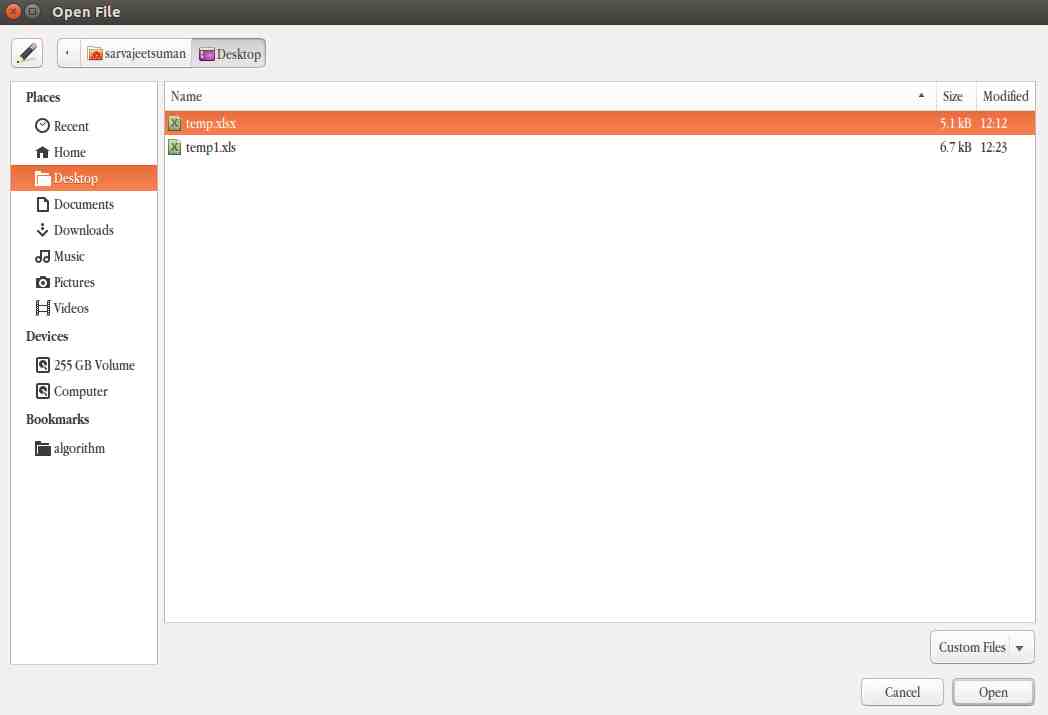 Open File
sarvajeetsuman Desktop
Places
Recent
Home
Desktop
Documents
Downloads
Music
Pictures
Videos
Devices
255 GB Volume
Computer
Bookmarks
algorithm
Name Size Modified
temp.xlsx 5.1 kB 12:12
temp1.xls 6.7 kB 12:23
Custom Files
Cancel Open